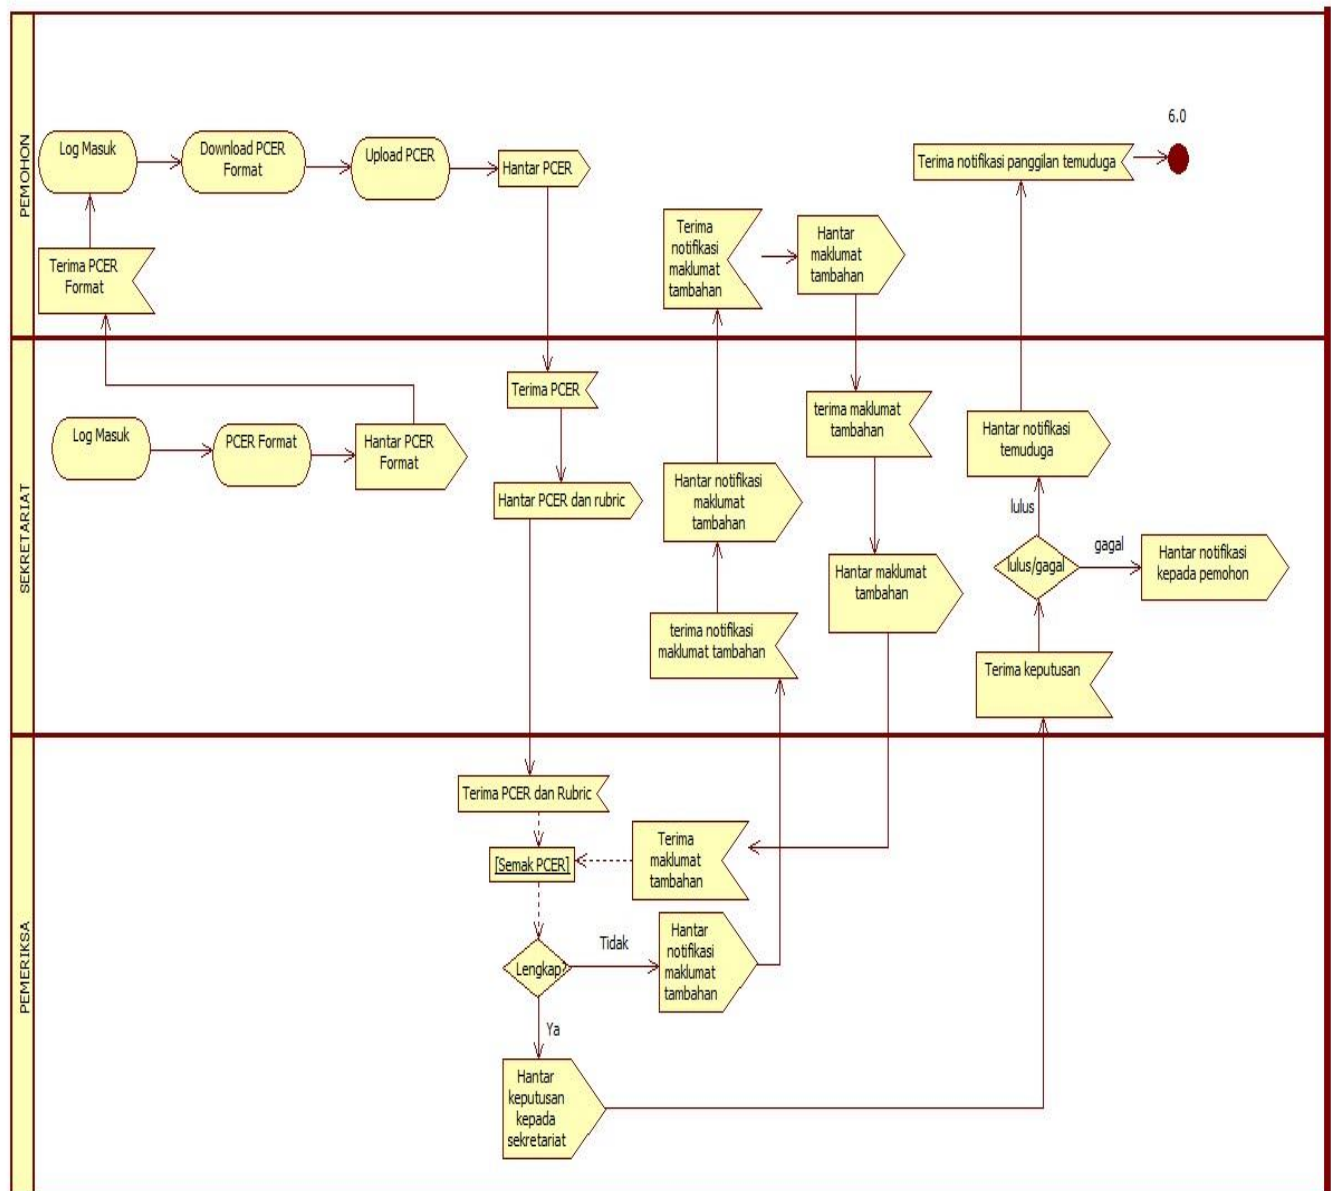 PEMOHON
Log Masuk
Download PCER
Format
Upload PCER
Hantar PCER
Terima PCER
Format
Terima
notifikasi
maklumat
tambahan
Hantar
maklumat
tambahan
Terima notifikasi panggilan temuduga
6.0
SEKRETARIAT
Log Masuk
PCER Format
Hantar PCER
Format
Terima PCER
Hantar PCER dan rubric
Hantar notifikasi
maklumat
tambahan
terima notifikasi
maklumat tambahan
terima maklumat
tambahan
Hantar maklumat
tambahan
Hantar notifikasi
temuduga
lulus
lulus/gagal
gagal
Hantar notifikasi
kepada pemohon
Terima keputusan
PEMERIKSA
Terima PCER dan Rubric
[Semak PCER]
Terima
maklumat
tambahan
Lengkap?
Tidak
Hantar
notifikasi
maklumat
tambahan
Ya
Hantar
keputusan
kepada
sekretariat